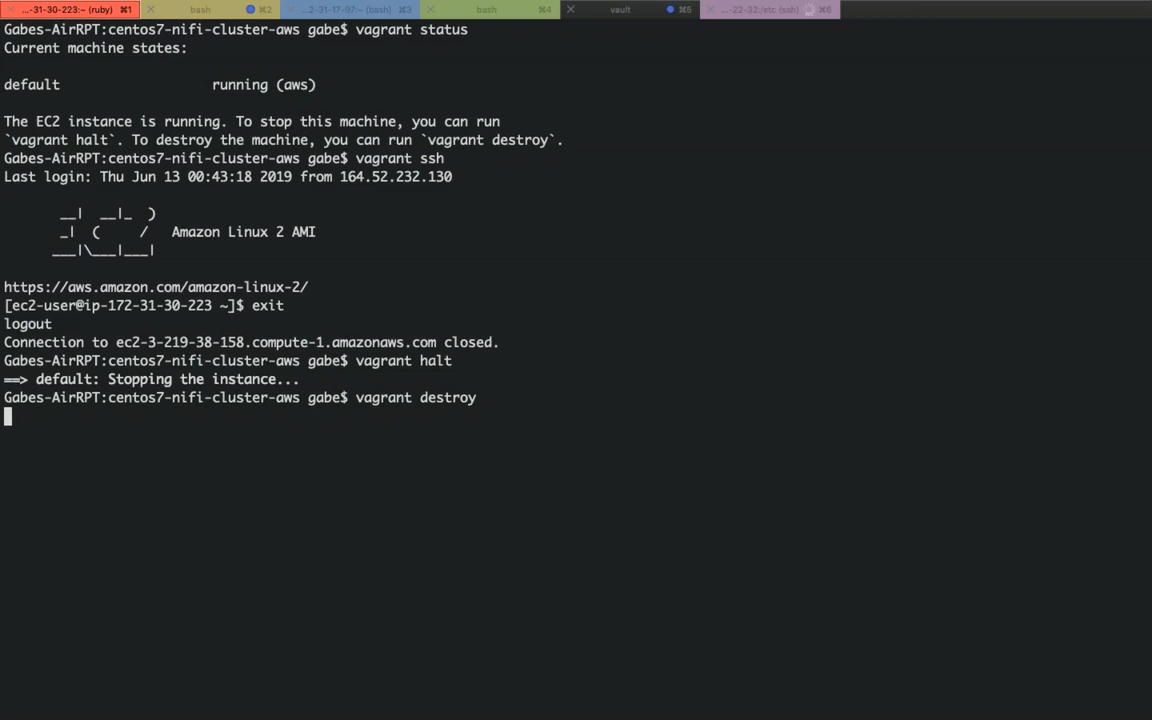 ...-31-30-223:~ (ruby) ⌘1 bash ⌘2 ...2-31-17-97:~ (bash) ⌘3 bash ⌘4 vault ⌘5 ...-22-32:/etc (ssh) ⌘6
Gabes-AirRPT:centos7-nifi-cluster-aws gabe$ vagrant status
Current machine states:
default                   running (aws)
The EC2 instance is running. To stop this machine, you can run
`vagrant halt`. To destroy the machine, you can run `vagrant destroy`.
Gabes-AirRPT:centos7-nifi-cluster-aws gabe$ vagrant ssh
Last login: Thu Jun 13 00:43:18 2019 from 164.52.232.130
       __|  __|_  )
       _|  (     /   Amazon Linux 2 AMI
      ___|\___|___|
https://aws.amazon.com/amazon-linux-2/
[ec2-user@ip-172-31-30-223 ~]$ exit
logout
Connection to ec2-3-219-38-158.compute-1.amazonaws.com closed.
Gabes-AirRPT:centos7-nifi-cluster-aws gabe$ vagrant halt
==> default: Stopping the instance...
Gabes-AirRPT:centos7-nifi-cluster-aws gabe$ vagrant destroy